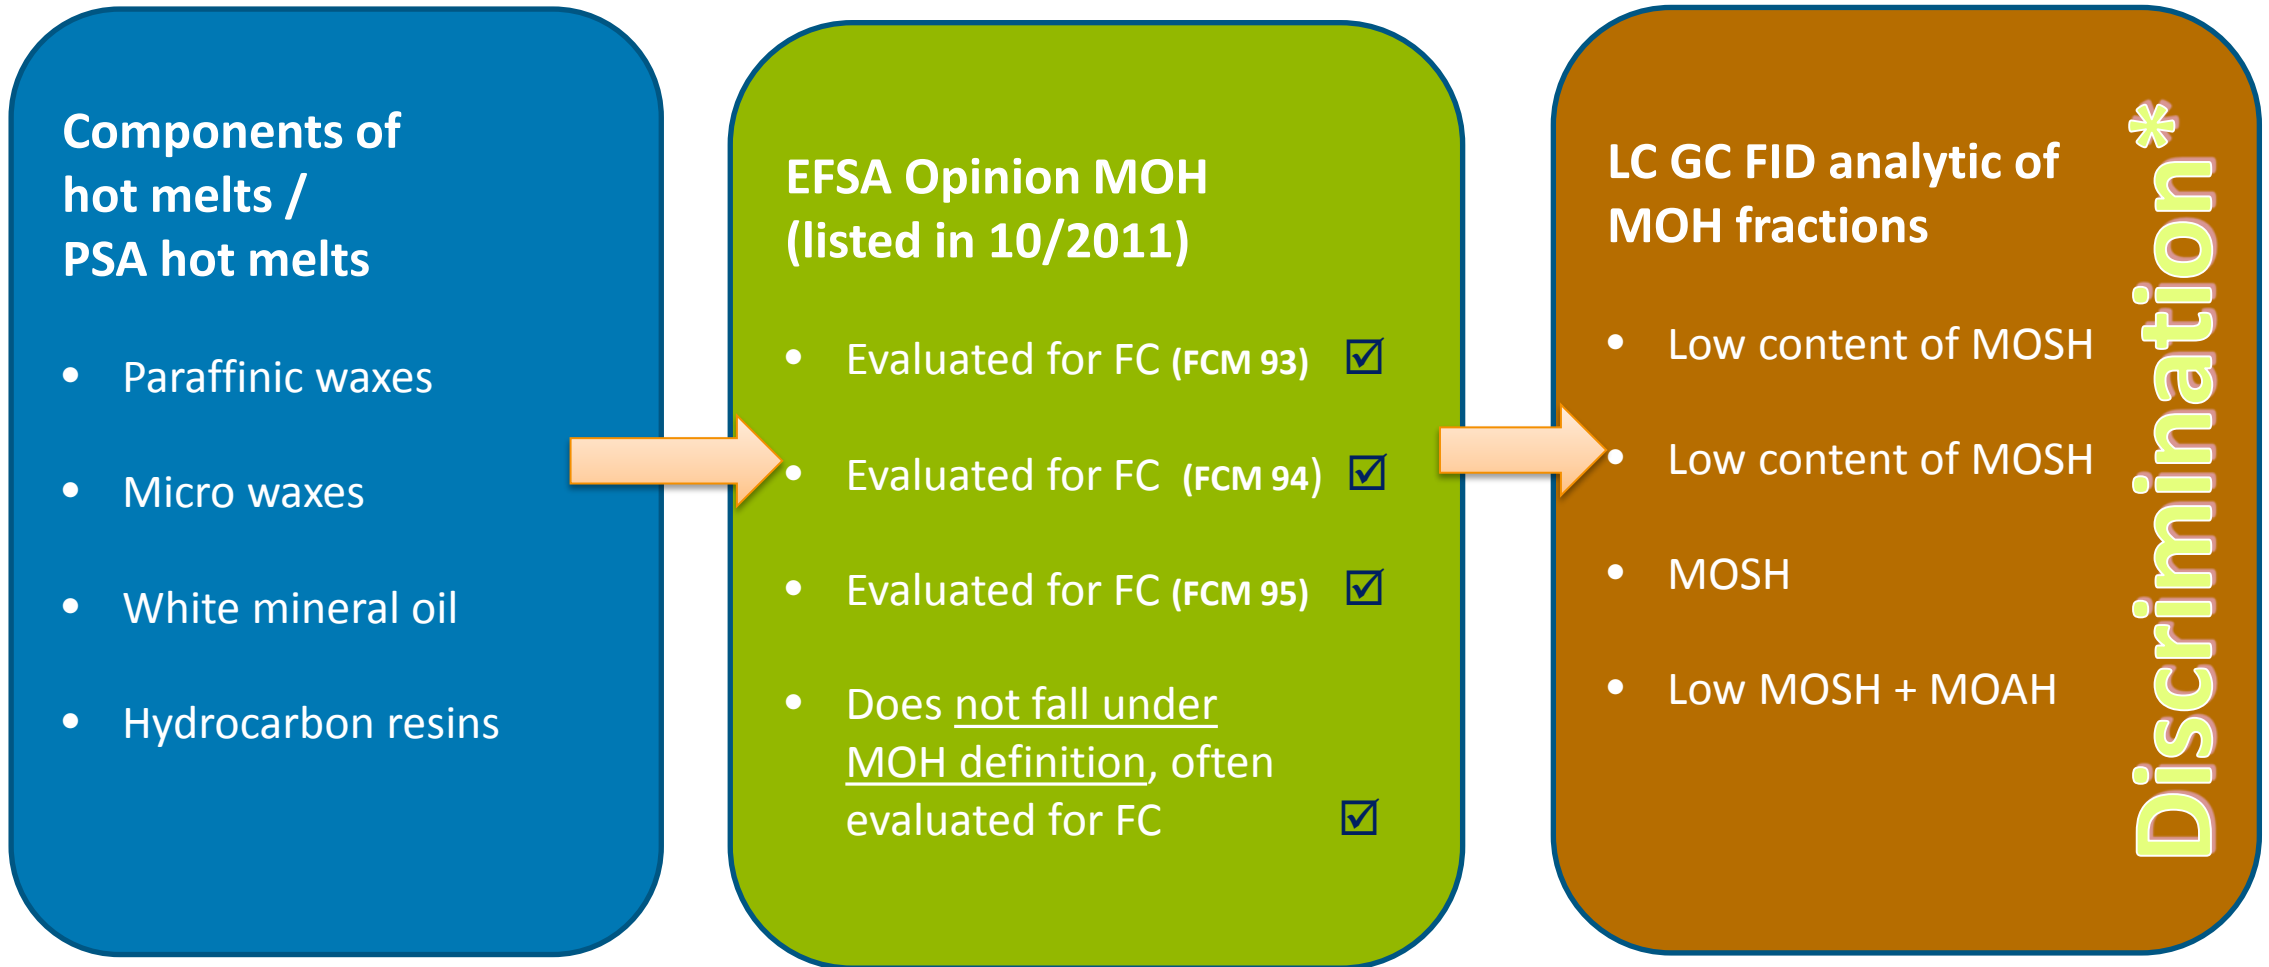 Components of
hot melts /
PSA hot melts
• Paraffinic waxes
• Micro waxes
• White mineral oil
• Hydrocarbon resins
EFSA Opinion MOH
(listed in 10/2011)
• Evaluated for FC (FCM 93) ☑
• Evaluated for FC (FCM 94) ☑
• Evaluated for FC (FCM 95) ☑
• Does not fall under
MOH definition, often
evaluated for FC ☑
LC GC FID analytic of
MOH fractions
• Low content of MOSH
• Low content of MOSH
• MOSH
• Low MOSH + MOAH
Discrimination*